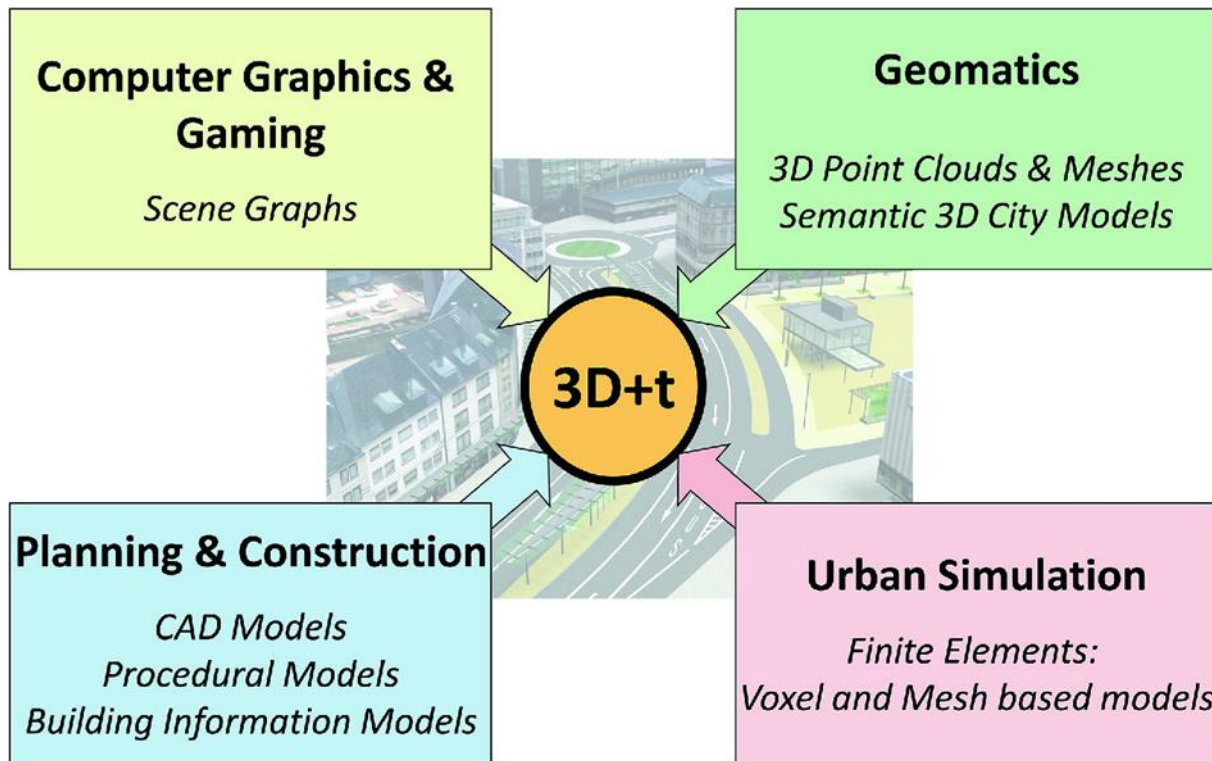 Computer Graphics &
Gaming
Scene Graphs
Geomatics
3D Point Clouds & Meshes
Semantic 3D City Models
3D+t
Planning & Construction
CAD Models
Procedural Models
Building Information Models
Urban Simulation
Finite Elements:
Voxel and Mesh based models